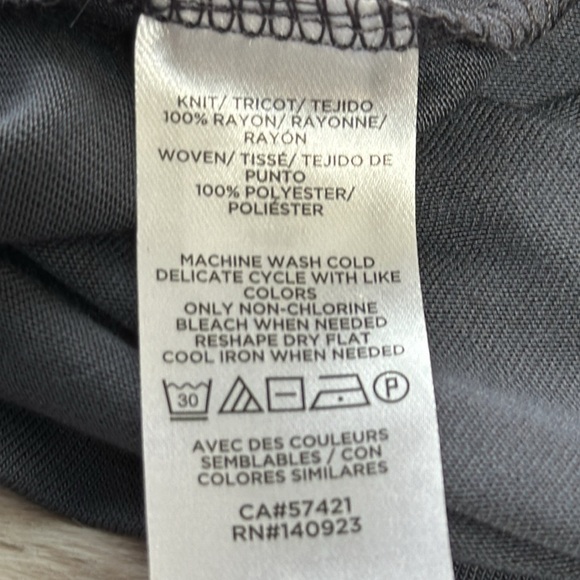 KNIT/ TRICOT/ TEJIDO
100% RAYON/ RAYONNE/
RAYÓN
WOVEN/ TISSÉ/ TEJIDO DE
PUNTO
100% POLYESTER/
POLIÉSTER
MACHINE WASH COLD
DELICATE CYCLE WITH LIKE
COLORS
ONLY NON-CHLORINE
BLEACH WHEN NEEDED
RESHAPE DRY FLAT
COOL IRON WHEN NEEDED
30 P
AVEC DES COULEURS
SEMBLABLES / CON
COLORES SIMILARES
CA#57421
RN#140923